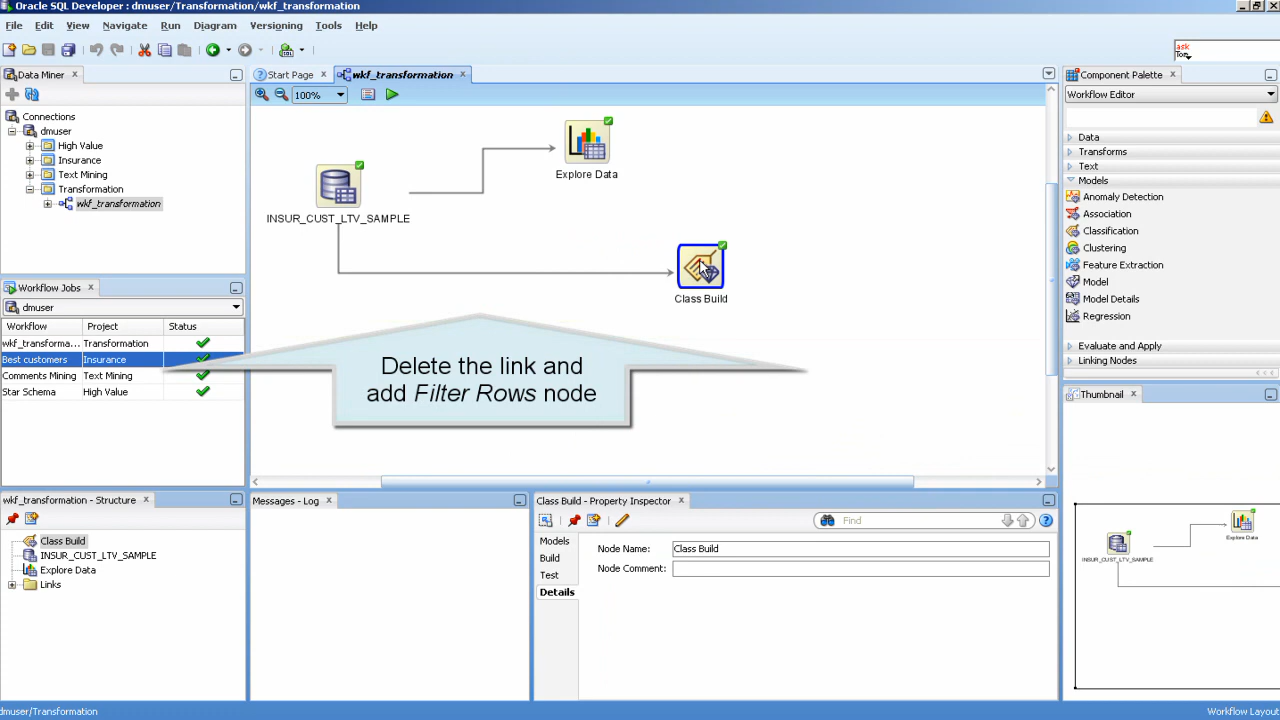 Oracle SQL Developer : dmuser/Transformation/wkf_transformation
File Edit View Navigate Run Diagram Versioning Tools Help
ask
Data Miner
Start Page
wkf_transformation
Component Palette
100%
Workflow Editor
Connections
dmuser
High Value
Insurance
Text Mining
Transformation
wkf_transformation
Explore Data
INSUR_CUST_LTV_SAMPLE
Class Build
Data
Transforms
Text
Models
Anomaly Detection
Association
Classification
Clustering
Feature Extraction
Model
Model Details
Regression
Evaluate and Apply
Linking Nodes
Workflow Jobs
dmuser
Workflow Project Status
wkf_transforma... Transformation
Best customers Insurance
Comments Mining Text Mining
Star Schema High Value
Delete the link and
add Filter Rows node
Thumbnail
Explore Data
INSUR_CUST_LTV_SAMPLE
wkf_transformation - Structure
Class Build
INSUR_CUST_LTV_SAMPLE
Explore Data
Links
Messages - Log
Class Build - Property Inspector
Find
Models
Build
Test
Details
Node Name: Class Build
Node Comment:
dmuser/Transformation
Workflow Layout